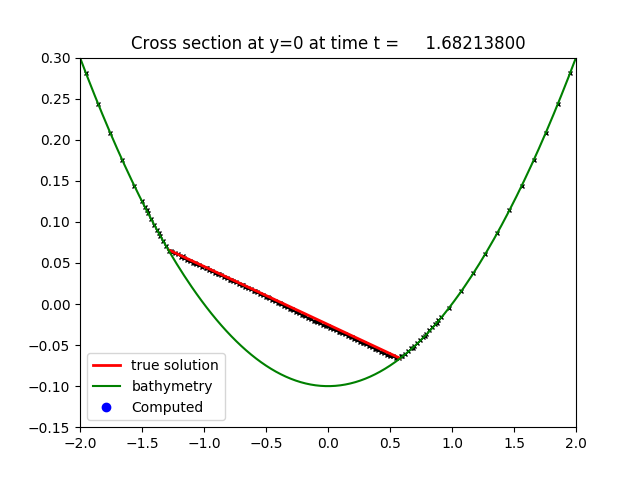 Cross section at y=0 at time t =     1.68213800
0.30
0.25
0.20
0.15
0.10
0.05
0.00
−0.05
−0.10
−0.15
true solution
bathymetry
Computed
−2.0 −1.5 −1.0 −0.5 0.0 0.5 1.0 1.5 2.0